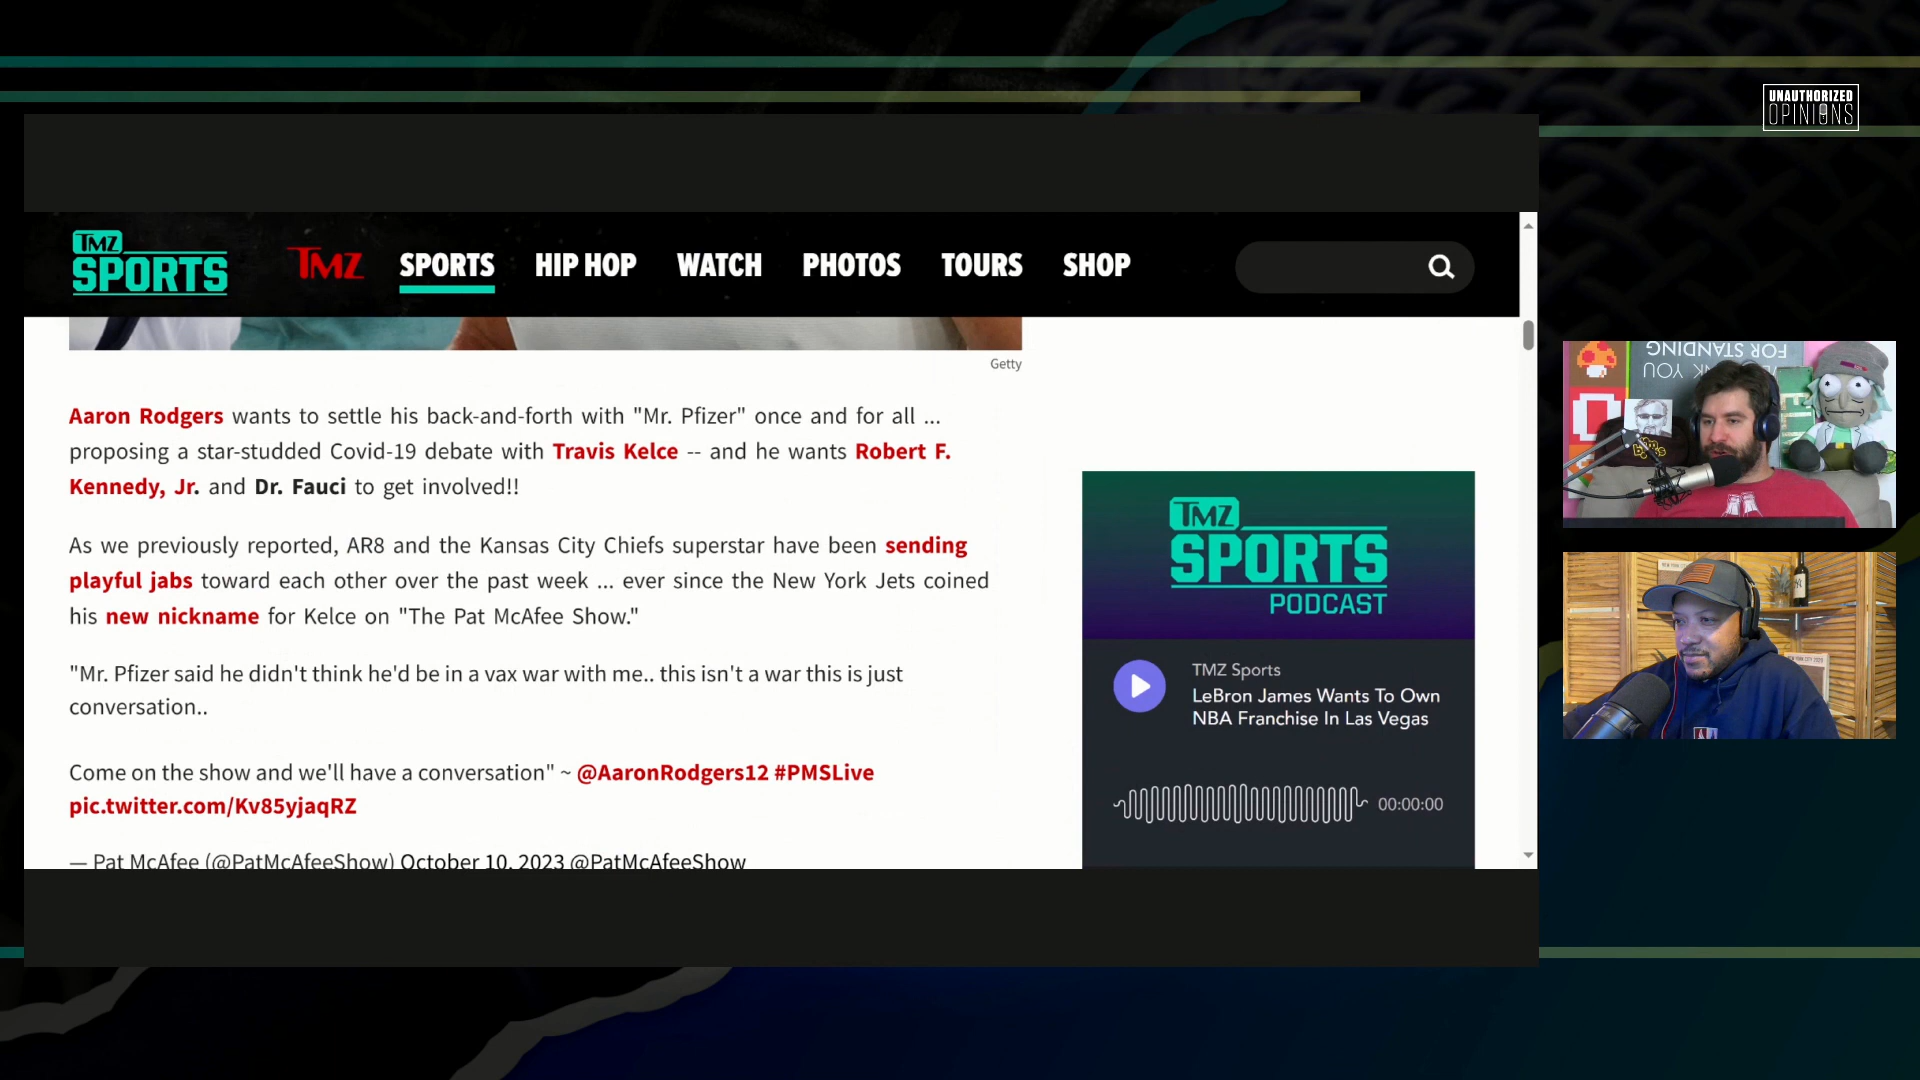 UNAUTHORIZED
OPINIONS
TMZ
SPORTS
TMZ SPORTS HIP HOP WATCH PHOTOS TOURS SHOP
Getty
Aaron Rodgers wants to settle his back-and-forth with "Mr. Pfizer" once and for all ...
proposing a star-studded Covid-19 debate with Travis Kelce -- and he wants Robert F.
Kennedy, Jr. and Dr. Fauci to get involved!!
As we previously reported, AR8 and the Kansas City Chiefs superstar have been sending
playful jabs toward each other over the past week ... ever since the New York Jets coined
his new nickname for Kelce on "The Pat McAfee Show."
"Mr. Pfizer said he didn't think he'd be in a vax war with me.. this isn't a war this is just
conversation..
Come on the show and we'll have a conversation" ~ @AaronRodgers12 #PMSLive
pic.twitter.com/Kv85yjaqRZ
— Pat McAfee (@PatMcAfeeShow) October 10, 2023 @PatMcAfeeShow
TMZ
SPORTS
PODCAST
TMZ Sports
LeBron James Wants To Own
NBA Franchise In Las Vegas
00:00:00
FOR STANDING
YOU